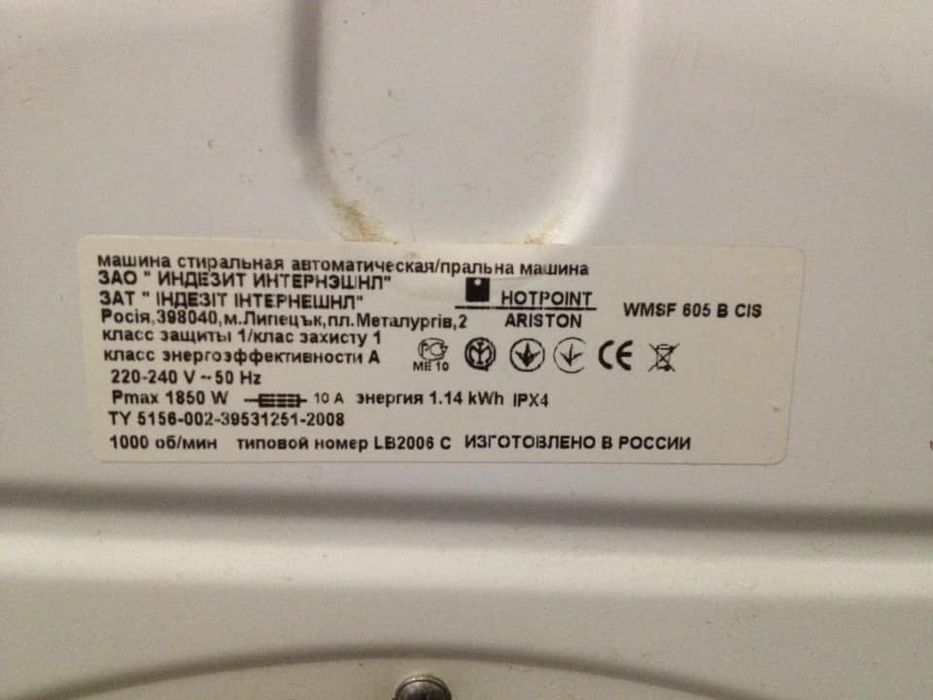 машина стиральная автоматическая/пральна машина
ЗАО " ИНДЕЗИТ ИНТЕРНЭШНЛ"
ЗАТ " ІНДЕЗІТ ІНТЕРНЕШНЛ"
HOTPOINT
ARISTON
WMSF 605 B CIS
Росія,398040,м.Липецьк,пл.Металургів,2
класс защиты 1/клас захисту 1
класс энергоэффективности А
РСТ
МЕ 10
CE
220-240 V ~ 50 Hz
Pmax 1850 W 10 A энергия 1.14 kWh IPX4
ТУ 5156-002-39531251-2008
1000 об/мин типовой номер LB2006 C ИЗГОТОВЛЕНО В РОССИИ